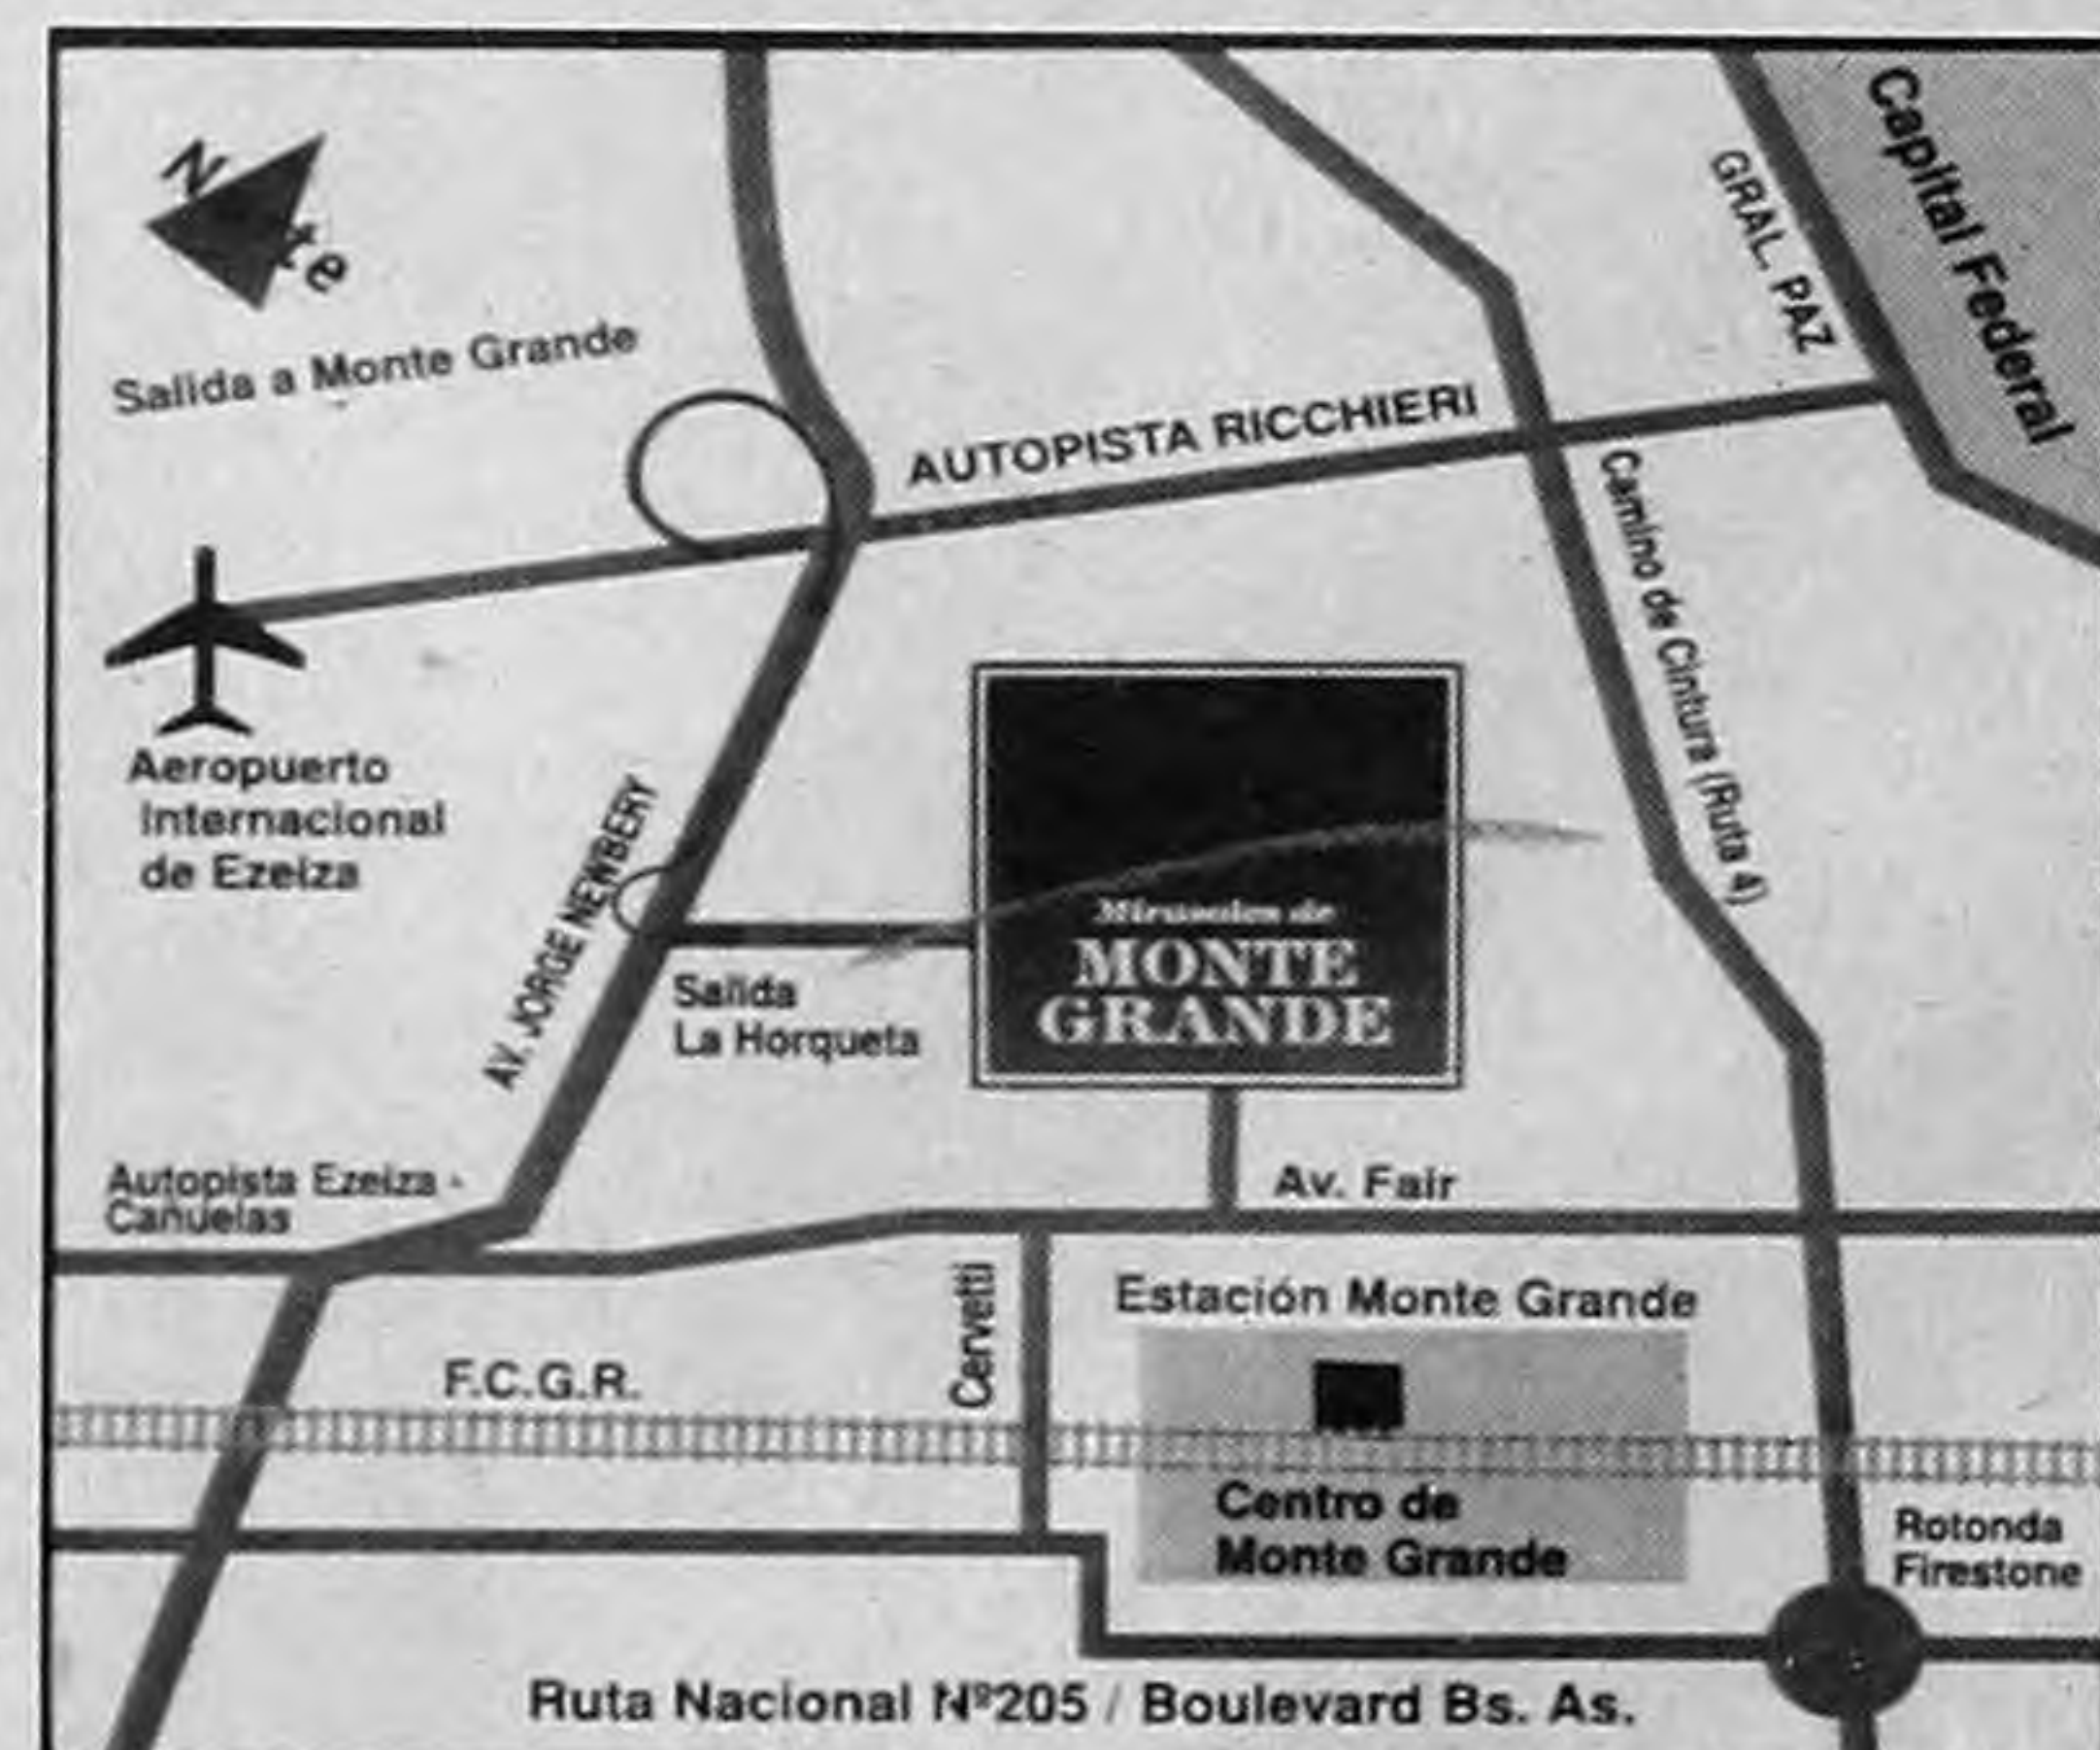 Capital Federal
GRAL. PAZ
Salida a Monte Grande
AUTOPISTA RICCHIERI
Camino de Cintura (Ruta 4)
Aeropuerto
Internacional
de Ezeiza
AV. JORGE NEWBERY
de
MONTE
GRANDE
Salida
La Horqueta
Autopista Ezeiza -
Cañuelas
Av. Fair
Cervetti
Estación Monte Grande
F.C.G.R.
Centro de
Monte Grande
Rotonda
Firestone
Ruta Nacional Nº205 / Boulevard Bs. As.